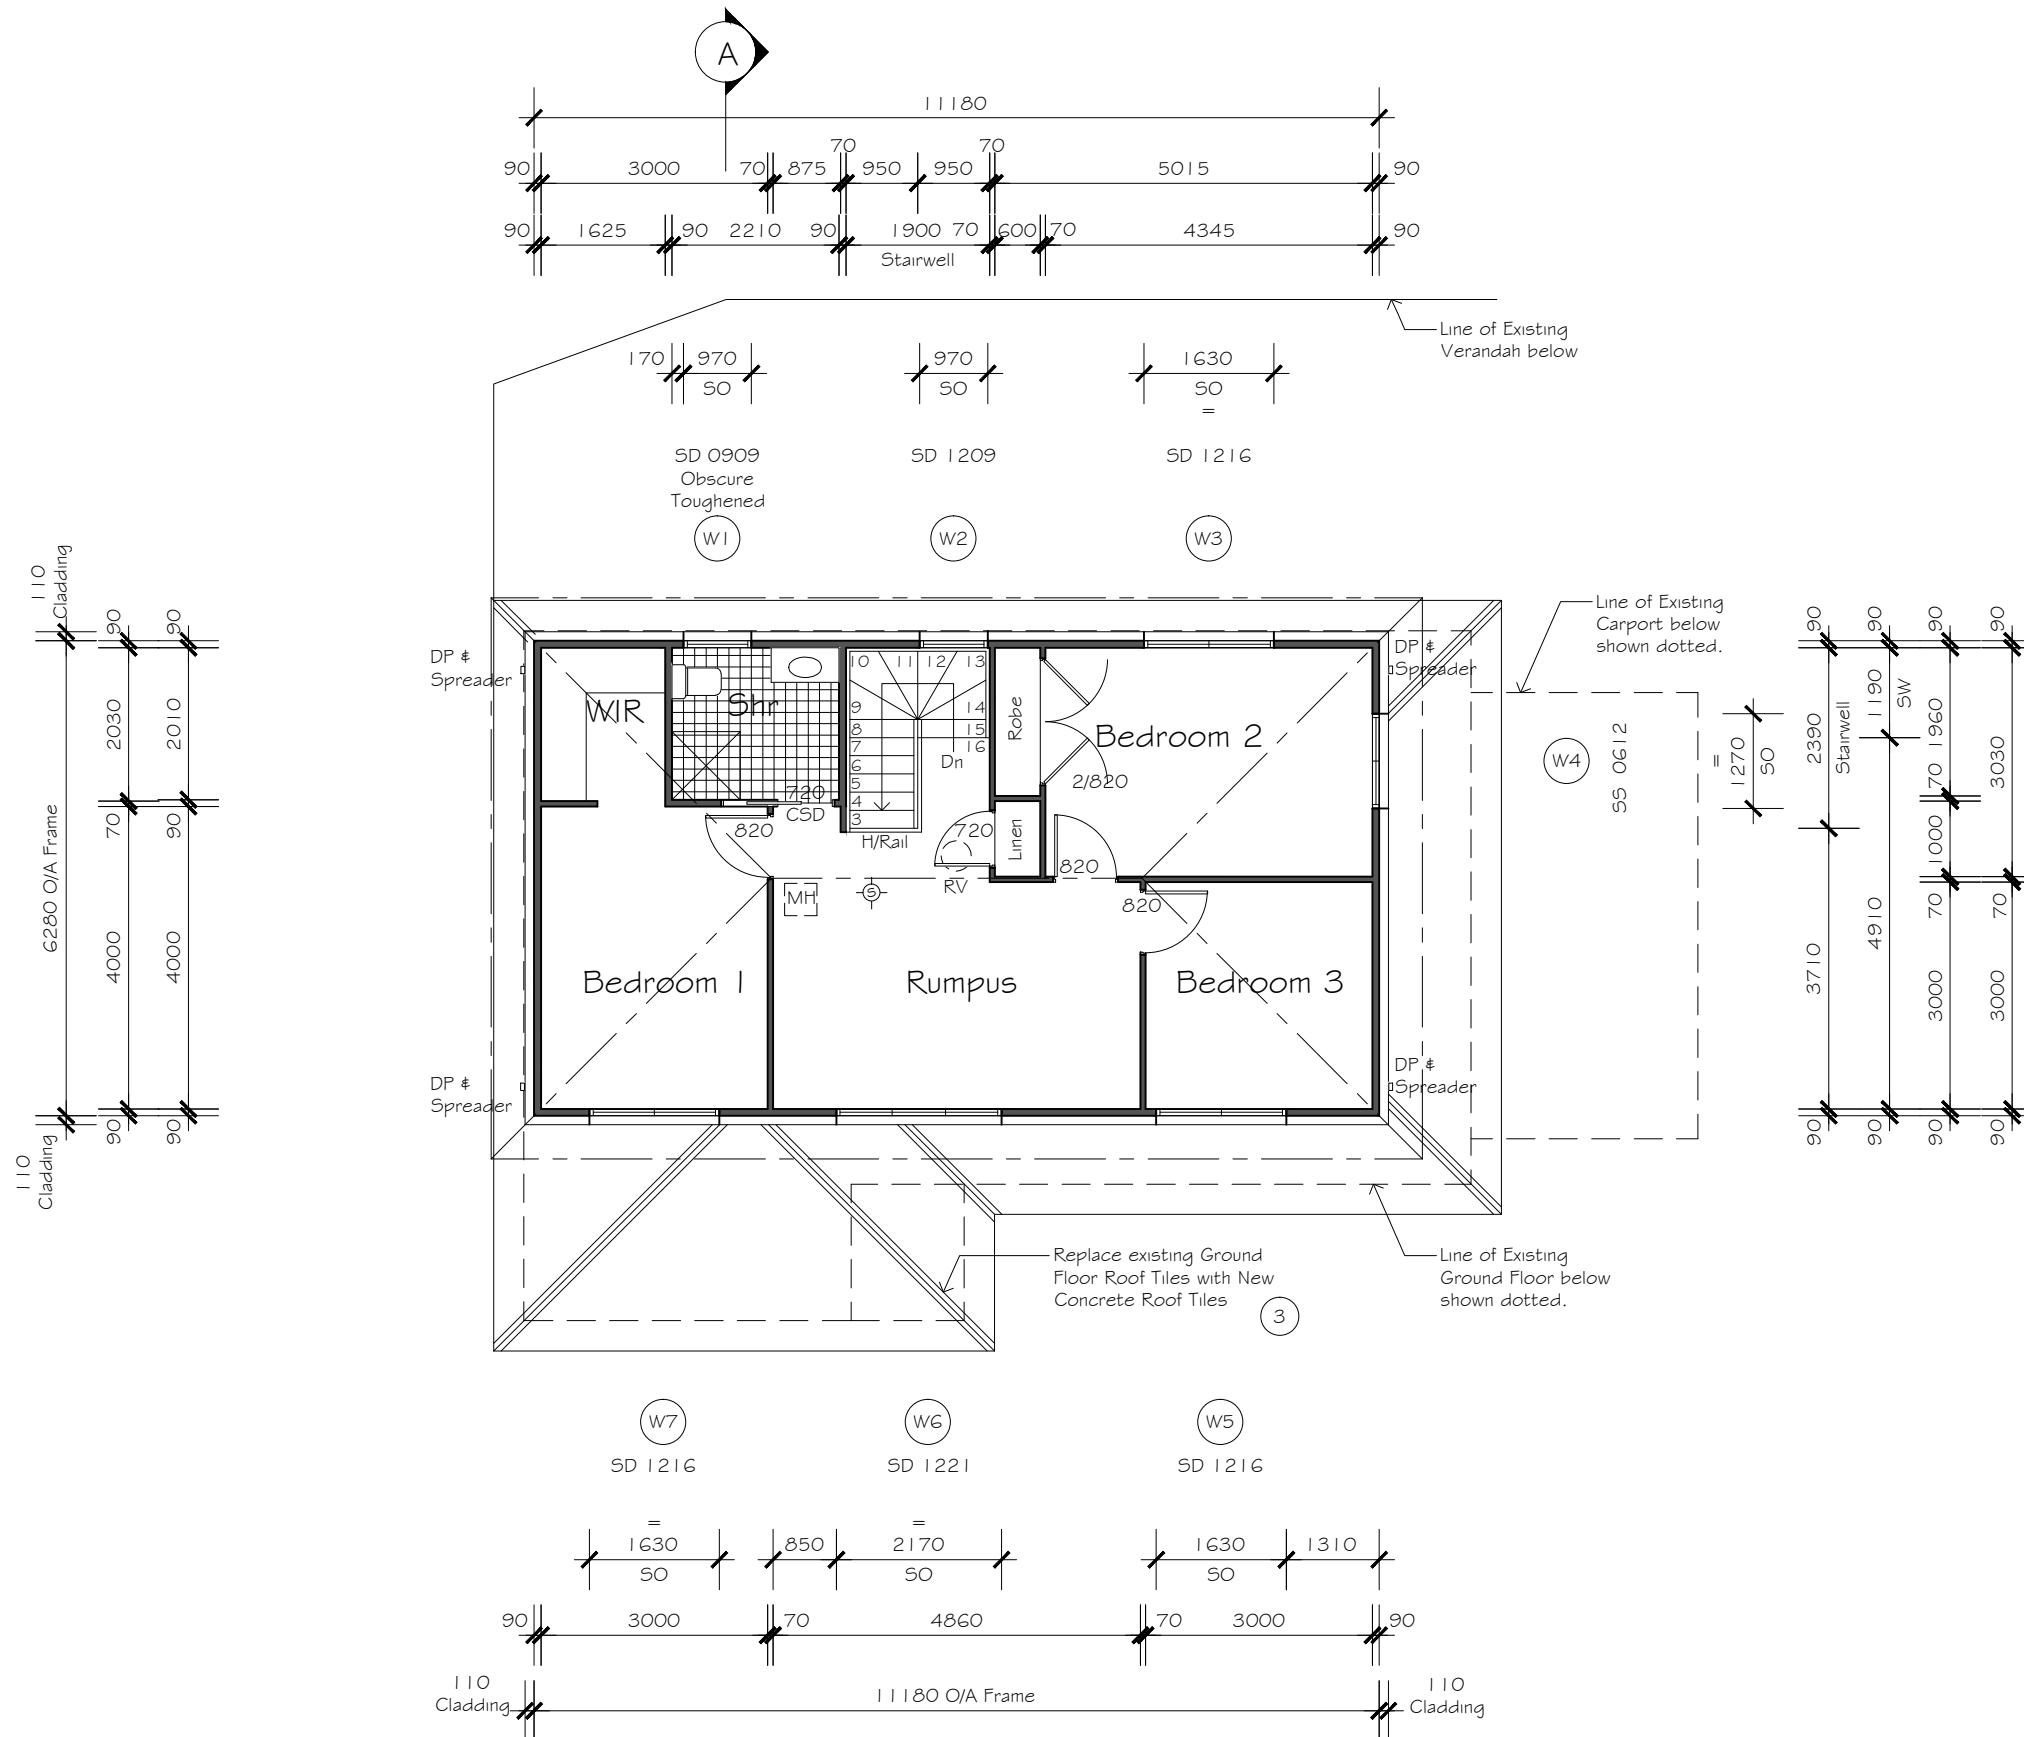 A
11180
70 70
90 3000 70 875 950 950 5015 90
90 1625 90 2210 90 1900 70 600 70 4345 90
Stairwell
Line of Existing
Verandah below
170 970 970 1630
SO SO SO
=
SD 0909 SD 1209 SD 1216
Obscure
Toughened
W1 W2 W3
110
Cladding
90 90
2030 2010
70 90
6280 O/A Frame
4000 4000
90 90
110
Cladding
DP &
Spreader
DP &
Spreader
DP &
Spreader
DP &
Spreader
WIR
Shr
10 11 12 13
9 14
8 15
7 16
6
5
4
3
Dn
H/Rail
Robe
Bedroom 2
2/820
720
CSD
820
720
Linen
820
RV
MH
S
820
Bedroom 1
Rumpus
Bedroom 3
Line of Existing
Carport below
shown dotted.
W4
SS 0612
=
1270
SO
90 90 90 90
2390
Stairwell
3710
90
1190
SW
4910
90
1960
70
1000
70
3000
90
3030
70
3000
90
Replace existing Ground
Floor Roof Tiles with New
Concrete Roof Tiles
3
Line of Existing
Ground Floor below
shown dotted.
W7 W6 W5
SD 1216 SD 1221 SD 1216
= =
1630 850 2170 1630 1310
SO SO SO
90 3000 70 4860 70 3000 90
110
Cladding
11180 O/A Frame
110
Cladding